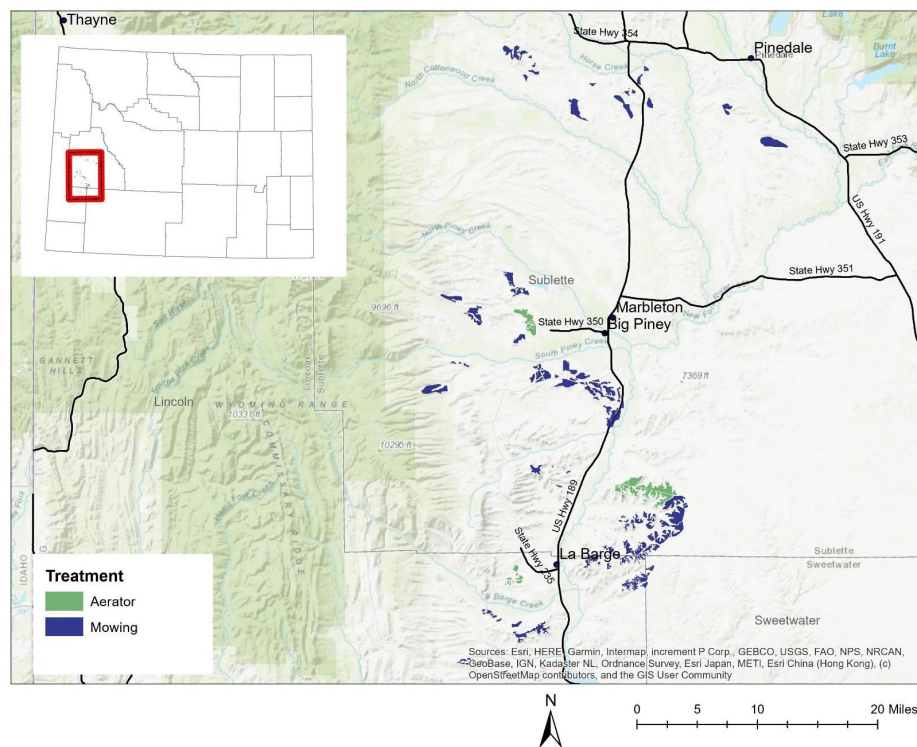 Thayne
State Hwy 354
Pinedale
Pinedale
Lake
Burnt
Lake
Horse Creek
North Cottonwood Creek
State Hwy 353
US Hwy 191
North Piney Creek
Sublette
State Hwy 351
9696 ft
Marbleton
State Hwy 350
Big Piney
South Piney Creek
7369 ft
GANNETT
HILLS
Lincoln
Lincoln
Sublette
WYOMING RANGE
10331 ft
10295 ft
US Hwy 189
State Hwy 235
La Barge
La Barge Creek
Sublette
Sweetwater
Sweetwater
IDAHO
Treatment
Aerator
Mowing
Sources: Esri, HERE, Garmin, Intermap, increment P Corp., GEBCO, USGS, FAO, NPS, NRCAN,
GeoBase, IGN, Kadaster NL, Ordnance Survey, Esri Japan, METI, Esri China (Hong Kong), (c)
OpenStreetMap contributors, and the GIS User Community
N
0 5 10 20 Miles